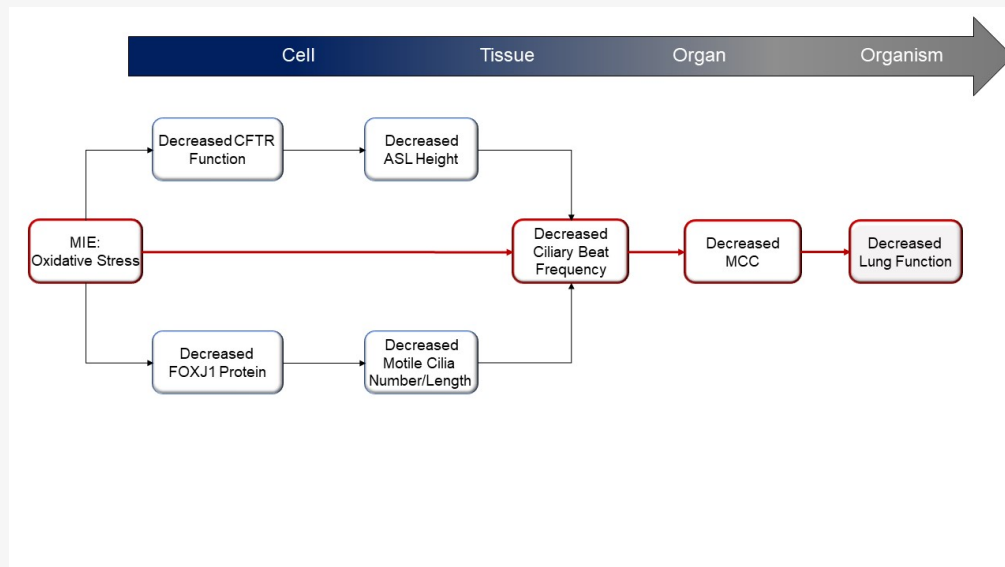 Cell
Tissue
Organ
Organism
Decreased CFTR
Function
Decreased
ASL Height
MIE:
Oxidative Stress
Decreased
Ciliary Beat
Frequency
Decreased
MCC
Decreased
Lung Function
Decreased
FOXJ1 Protein
Decreased
Motile Cilia
Number/Length